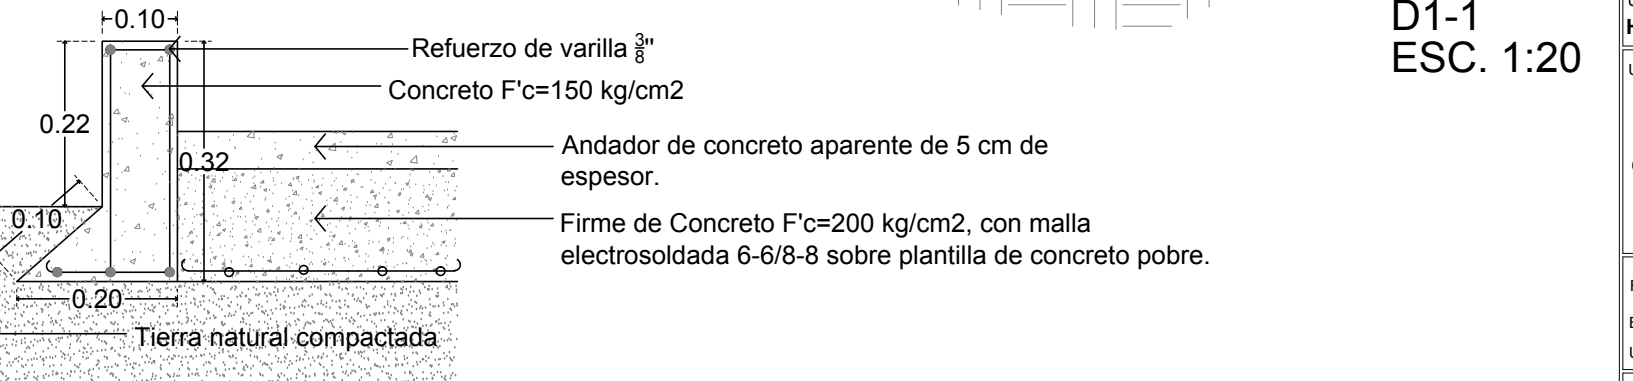 0.10
Refuerzo de varilla 3/8"
Concreto F'c=150 kg/cm2
0.22
0.32
Andador de concreto aparente de 5 cm de
espesor.
0.10
Firme de Concreto F'c=200 kg/cm2, con malla
electrosoldada 6-6/8-8 sobre plantilla de concreto pobre.
0.20
Tierra natural compactada
D1-1
ESC. 1:20